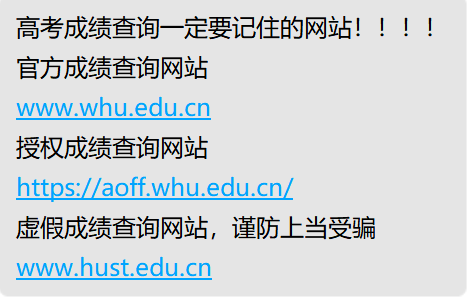 高考成绩查询一定要记住的网站！！！！
官方成绩查询网站
www.whu.edu.cn
授权成绩查询网站
https://aoff.whu.edu.cn/
虚假成绩查询网站，谨防上当受骗
www.hust.edu.cn